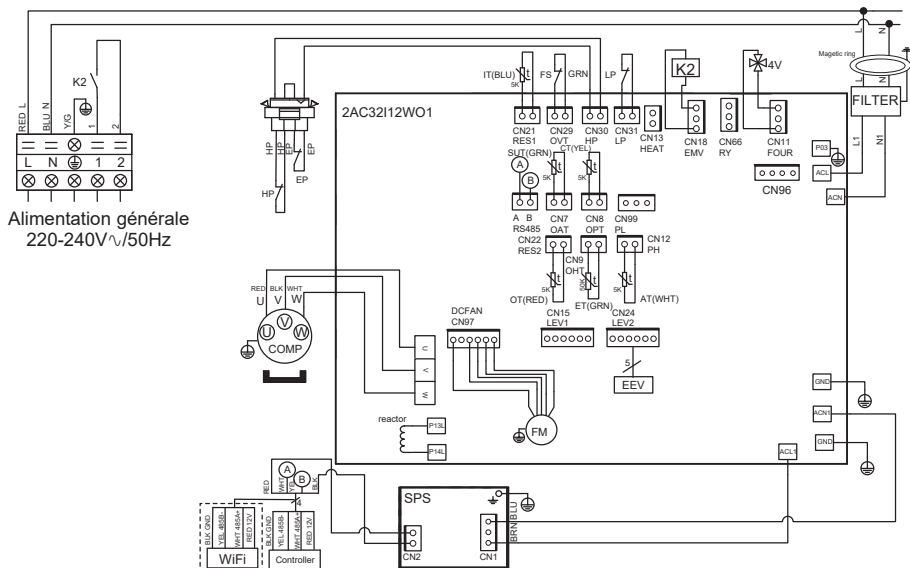 L
N
K2
RED L
BLU N
Y/G
1
2
L N 1 2
Alimentation générale
220-240V∿/50Hz
HP
HP
EP
EP
HP
EP
2AC32I12WO1
IT(BLU)
5K
t
FS
GRN
LP
K2
4V
Magetic ring
L
N
L
N
FILTER
L1
N1
CN21
RES1
CN29
OVT
CN30
HP
CN31
LP
CN13
HEAT
CN18
EMV
CN66
RY
CN11
FOUR
P03
ACL
ACN
CN96
SUT(GRN)
A
B
CT(YEL)
5K
t
5K
t
A B
RS485
CN7
OAT
CN8
OPT
CN99
PL
CN22
RES2
CN9
OHT
CN12
PH
5K
t
50K
t
5K
t
OT(RED)
ET(GRN)
AT(WHT)
RED
BLK
WHT
U
V
W
U
V
W
COMP
DCFAN
CN97
CN15
LEV1
CN24
LEV2
5
EEV
U
V
W
FM
reactor
P13L
P14L
GND
ACN1
GND
ACL1
RED
A
WHT
YEL
B
BLK
4
BLK GND
YEL 485B-
WHT 485A+
RED 12V
WiFi
BLK GND
YEL 485B-
WHT 485A+
RED 12V
Controller
SPS
CN2
CN1
BLU
BRN